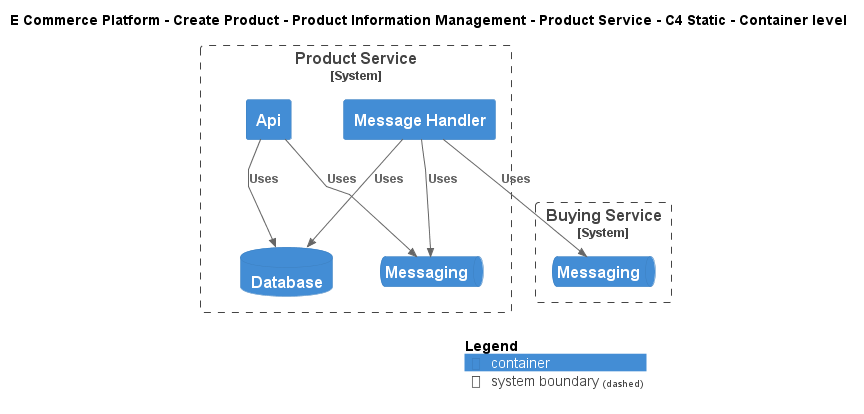 E Commerce Platform - Create Product - Product Information Management - Product Service - C4 Static - Container level
Product Service
[System]
Api
Message Handler
Uses
Uses
Uses
Uses
Uses
Buying Service
[System]
Database
Messaging
Messaging
Legend
container
system boundary (dashed)